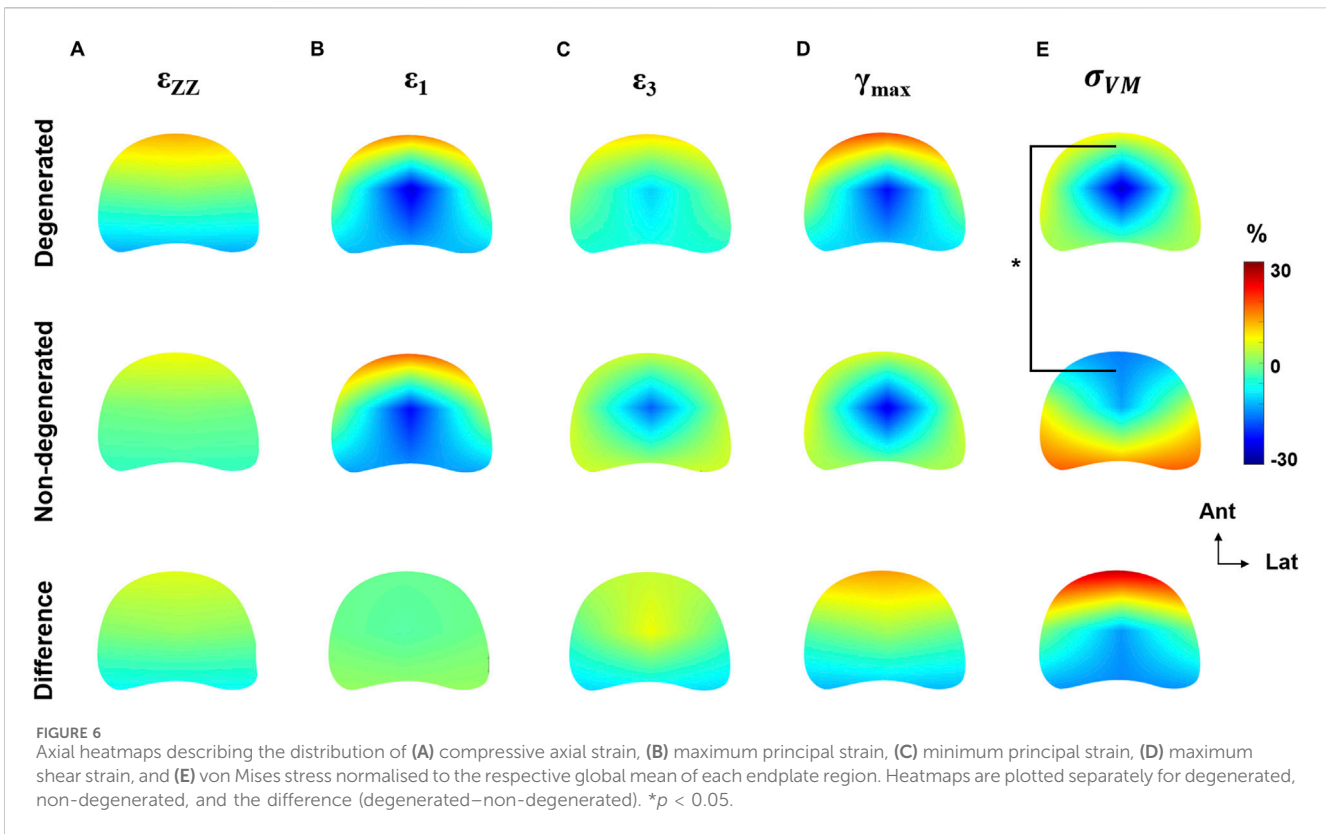 A B C D E
εZZ ε1 ε3 γmax σVM
Degenerated
*
%
30
0
-30
Non-degenerated
Ant
Lat
Difference
FIGURE 6
Axial heatmaps describing the distribution of (A) compressive axial strain, (B) maximum principal strain, (C) minimum principal strain, (D) maximum
shear strain, and (E) von Mises stress normalised to the respective global mean of each endplate region. Heatmaps are plotted separately for degenerated,
non-degenerated, and the difference (degenerated–non-degenerated). *p < 0.05.